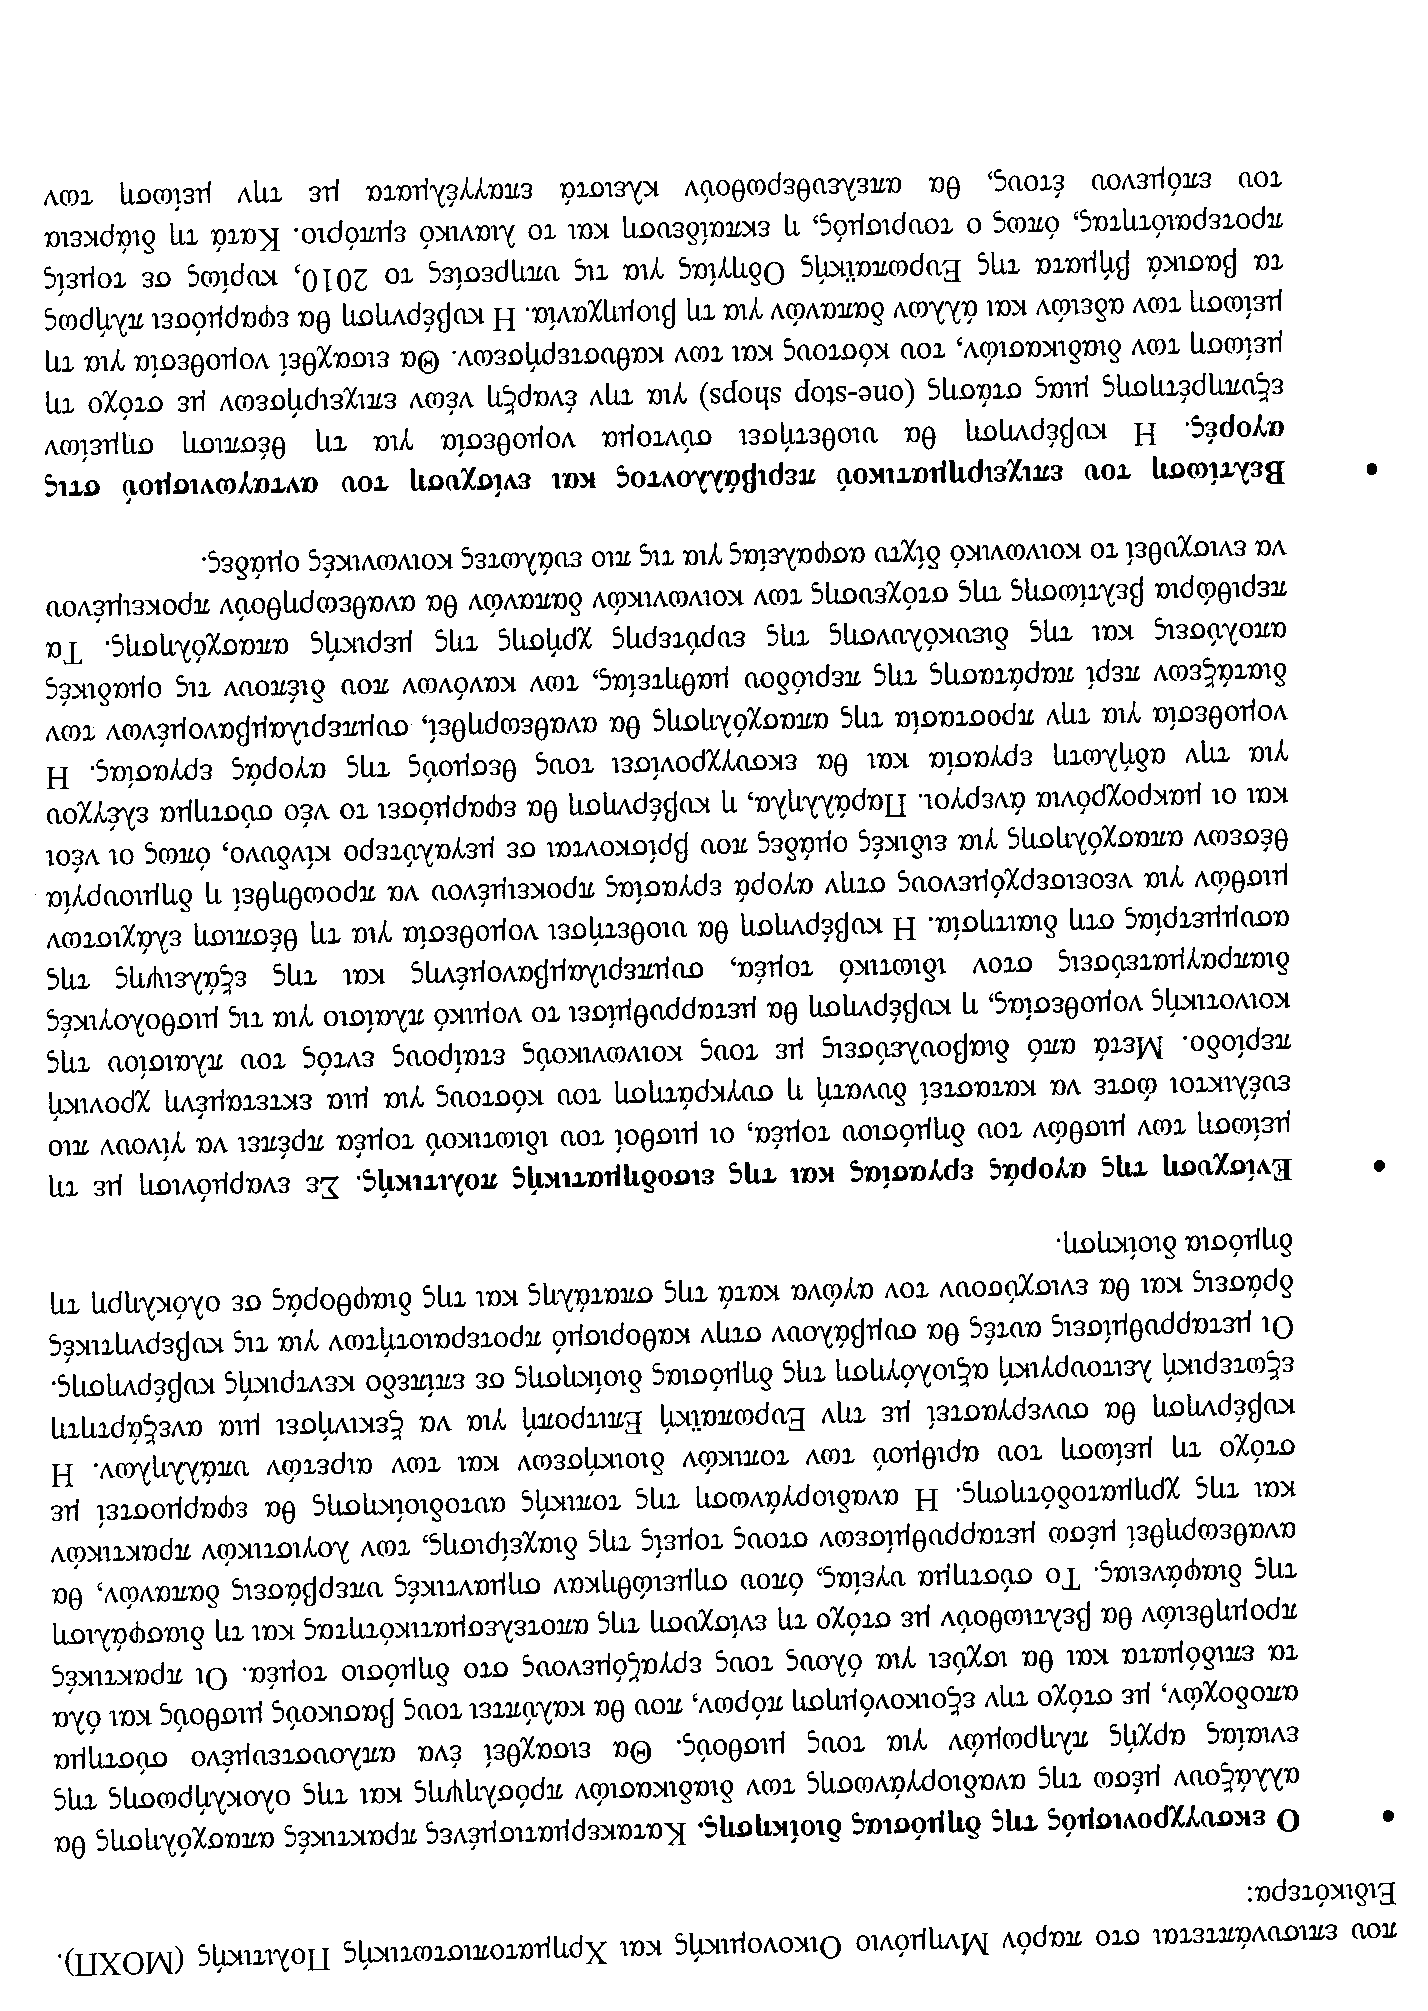 που επισυνάπτεται στο παρόν Μνημόνιο Οικονομικής και Χρηματοπιστωτικής Πολιτικής (ΜΟΧΠ).
Ειδικότερα:
• Ο εκσυγχρονισμός της δημόσιας διοίκησης. Κατακερματισμένες πρακτικές απασχόλησης θα
αλλάξουν μέσω της αναδιοργάνωσης των διαδικασιών πρόσληψης και της ολοκλήρωσης της
ενιαίας αρχής πληρωμών για τους μισθούς. Θα εισαχθεί ένα απλουστευμένο σύστημα
αποδοχών, με στόχο την εξοικονόμηση πόρων, που θα καλύπτει τους βασικούς μισθούς και όλα
τα επιδόματα και θα ισχύει για όλους τους εργαζόμενους στο δημόσιο τομέα. Οι πρακτικές
προμηθειών θα βελτιωθούν με στόχο τη ενίσχυση της αποτελεσματικότητας και τη διασφάλιση
της διαφάνειας. Το σύστημα υγείας, όπου σημειώθηκαν σημαντικές υπερβάσεις δαπανών, θα
αναθεωρηθεί μέσω μεταρρυθμίσεων στους τομείς της διαχείρισης, των λογιστικών πρακτικών
και της χρηματοδότησης. Η αναδιοργάνωση της τοπικής αυτοδιοίκησης θα εφαρμοστεί με
στόχο τη μείωση του αριθμού των τοπικών διοικήσεων και των αιρετών υπάλληλων. Η
κυβέρνηση θα συνεργαστεί με την Ευρωπαϊκή Επιτροπή για να ξεκινήσει μια ανεξάρτητη
εξωτερική λειτουργική αξιολόγηση της δημόσιας διοίκησης σε επίπεδο κεντρικής κυβέρνησης.
Οι μεταρρυθμίσεις αυτές θα συμβάλουν στην καθορισμό προτεραιοτήτων για τις κυβερνητικές
δράσεις και θα ενισχύσουν τον αγώνα κατά της σπατάλης και της διαφθοράς σε ολόκληρη τη
δημόσια διοίκηση.
• Ενίσχυση της αγοράς εργασίας και της εισοδηματικής πολιτικής. Σε εναρμόνιση με τη
μείωση των μισθών του δημόσιου τομέα, οι μισθοί του ιδιωτικού τομέα πρέπει να γίνουν πιο
ευέλικτοι ώστε να καταστεί δυνατή η συγκράτηση του κόστους για μια εκτεταμένη χρονική
περίοδο. Μετά από διαβουλεύσεις με τους κοινωνικούς εταίρους εντός του πλαισίου της
κοινοτικής νομοθεσίας, η κυβέρνηση θα μεταρρυθμίσει το νομικό πλαίσιο για τις μισθολογικές
διαπραγματεύσεις στον ιδιωτικό τομέα, συμπεριλαμβανομένης και της εξάλειψης της
ασυμμετρίας στη διαιτησία. Η κυβέρνηση θα υιοθετήσει νομοθεσία για τη θέσπιση ελάχιστων
μισθών για νεοεισερχόμενους στην αγορά εργασίας προκειμένου να προωθηθεί η δημιουργία
θέσεων απασχόλησης για ειδικές ομάδες που βρίσκονται σε μεγαλύτερο κίνδυνο, όπως οι νέοι
και οι μακροχρόνια άνεργοι. Παράλληλα, η κυβέρνηση θα εφαρμόσει το νέο σύστημα ελέγχου
για την αδήλωτη εργασία και θα εκσυγχρονίσει τους θεσμούς της αγοράς εργασίας. Η
νομοθεσία για την προστασία της απασχόλησης θα αναθεωρηθεί, συμπεριλαμβανομένων των
διατάξεων περί παράτασης της περιόδου μαθητείας, των κανόνων που διέπουν τις ομαδικές
απολύσεις και της διευκόλυνσης της ευρύτερης χρήσης της μερικής απασχόλησης. Τα
περιθώρια βελτίωσης της στόχευσης των κοινωνικών δαπανών θα αναθεωρηθούν προκειμένου
να ενισχυθεί το κοινωνικό δίχτυ ασφαλείας για τις πιο ευάλωτες κοινωνικές ομάδες.
• Βελτίωση του επιχειρηματικού περιβάλλοντος και ενίσχυση του ανταγωνισμού στις
αγορές. Η κυβέρνηση θα υιοθετήσει σύντομα νομοθεσία για τη θέσπιση σημείων
εξυπηρέτησης μιας στάσης (one-stop shops) για την έναρξη νέων επιχειρήσεων με στόχο τη
μείωση των διαδικασιών, του κόστους και των καθυστερήσεων. Θα εισαχθεί νομοθεσία για τη
μείωση των αδειών και άλλων δαπανών για τη βιομηχανία. Η κυβέρνηση θα εφαρμόσει πλήρως
τα βασικά βήματα της Ευρωπαϊκής Οδηγίας για τις υπηρεσίες το 2010, κυρίως σε τομείς
προτεραιότητας, όπως ο τουρισμός, η εκπαίδευση και το λιανικό εμπόριο. Κατά τη διάρκεια
του επόμενου έτους, θα απελευθερωθούν κλειστά επαγγέλματα με την μείωση των